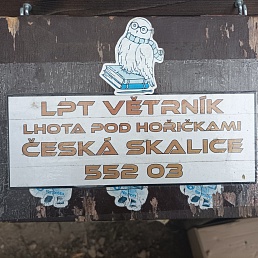 LPT VĚTRNÍK
LHOTA POD HOŘIČKAMI
ČESKÁ SKALICE
552 03